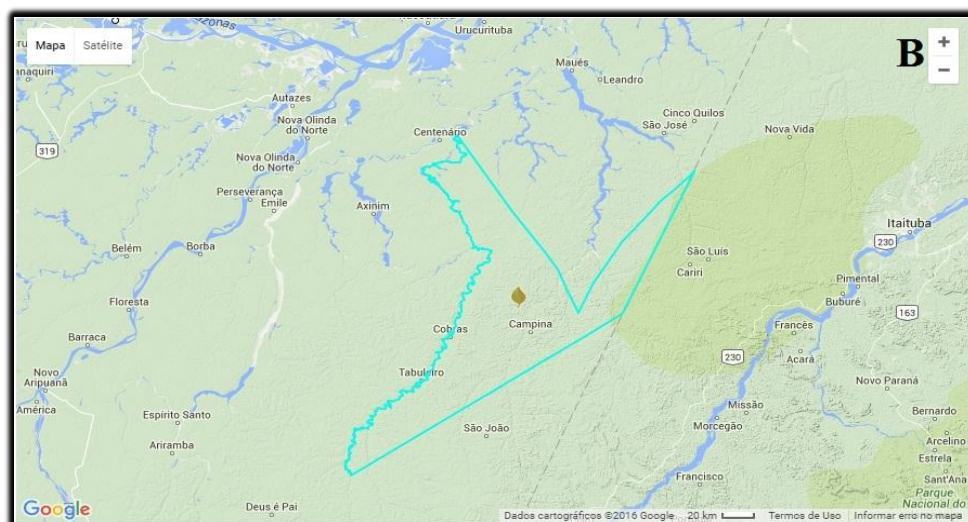 Mapa Satélite
Urucurituba
B
+
−
Maués
Leandro
Autazes
Cinco Quilos
São José
Nova Vida
Nova Olinda
do Norte
Centenário
319
Nova Olinda
do Norte
Perseverança
Emile
Axinim
Itaituba
230
Belém
Borba
São Luis
Cariri
Pimental
Buburé
Floresta
163
Campina
Francês
Cobras
Barraca
230
Acará
Novo
Aripuanã
Tabuleiro
Novo Paraná
América
Missão
Espírito Santo
Bernardo
São João
Morcegão
Arcelino
Ariramba
Estrela
Francisco
Sant'Ana
Parque
Nacional do
Deus é Pai
Google
Dados cartográficos ©2016 Google 20 km Termos de Uso Informar erro no mapa